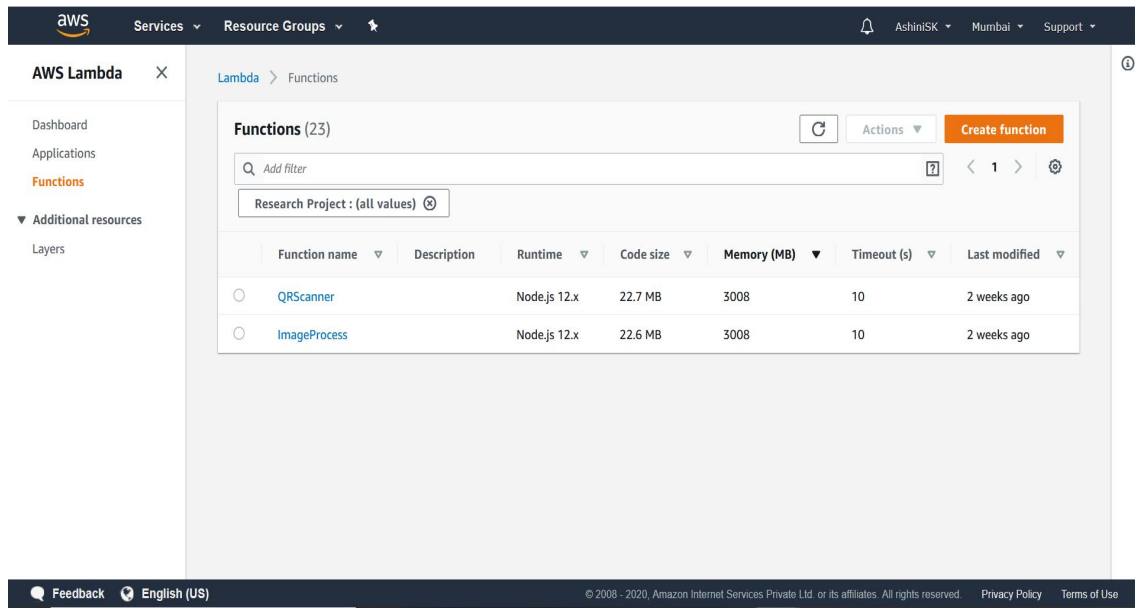 aws Services Resource Groups AshiniSK Mumbai Support
AWS Lambda
Dashboard
Applications
Functions
Additional resources
Layers
Lambda > Functions
Functions (23) Actions Create function
Add filter ? < 1 >
Research Project : (all values)
Function name Description Runtime Code size Memory (MB) Timeout (s) Last modified
QRScanner Node.js 12.x 22.7 MB 3008 10 2 weeks ago
ImageProcess Node.js 12.x 22.6 MB 3008 10 2 weeks ago
Feedback English (US) © 2008 - 2020, Amazon Internet Services Private Ltd. or its affiliates. All rights reserved. Privacy Policy Terms of Use